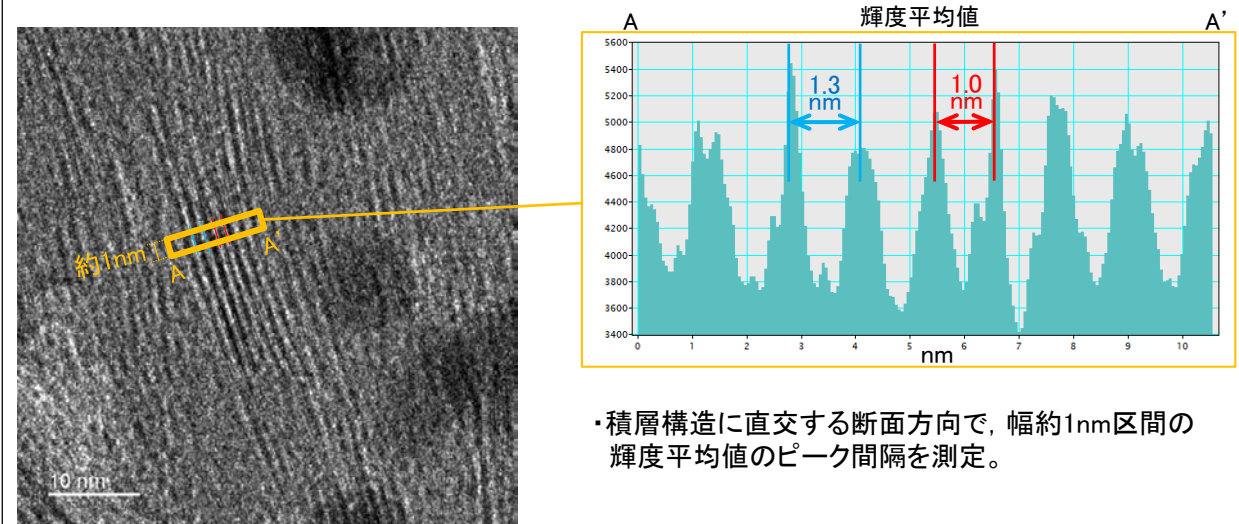 A
輝度平均値
A’
5600
5400
5200
5000
4800
4600
4400
4200
4000
3800
3600
3400
1.3
nm
1.0
nm
0
1
2
3
4
5
6
7
8
9
10
nm
約1nm
A
A’
10 nm
・積層構造に直交する断面方向で，幅約1nm区間の
輝度平均値のピーク間隔を測定。